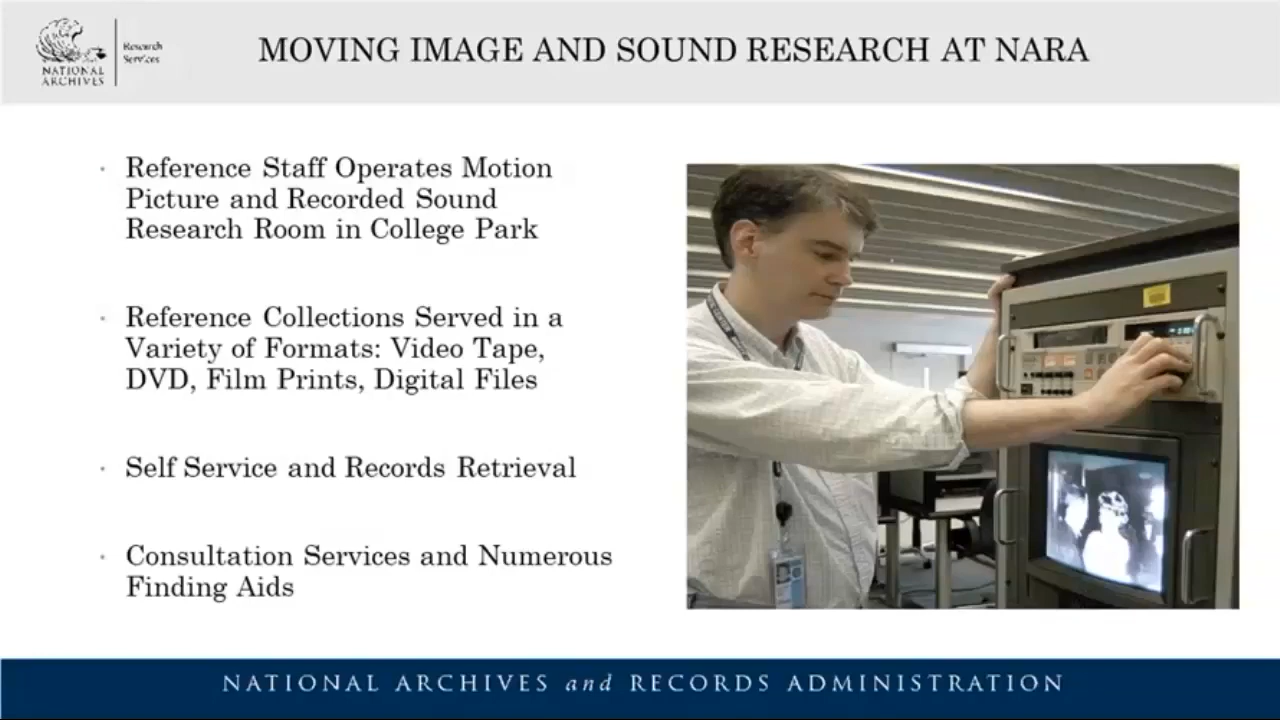 NATIONAL
ARCHIVES
Research
Services
MOVING IMAGE AND SOUND RESEARCH AT NARA
Reference Staff Operates Motion
Picture and Recorded Sound
Research Room in College Park
Reference Collections Served in a
Variety of Formats: Video Tape,
DVD, Film Prints, Digital Files
Self Service and Records Retrieval
Consultation Services and Numerous
Finding Aids
NATIONAL ARCHIVES and RECORDS ADMINISTRATION